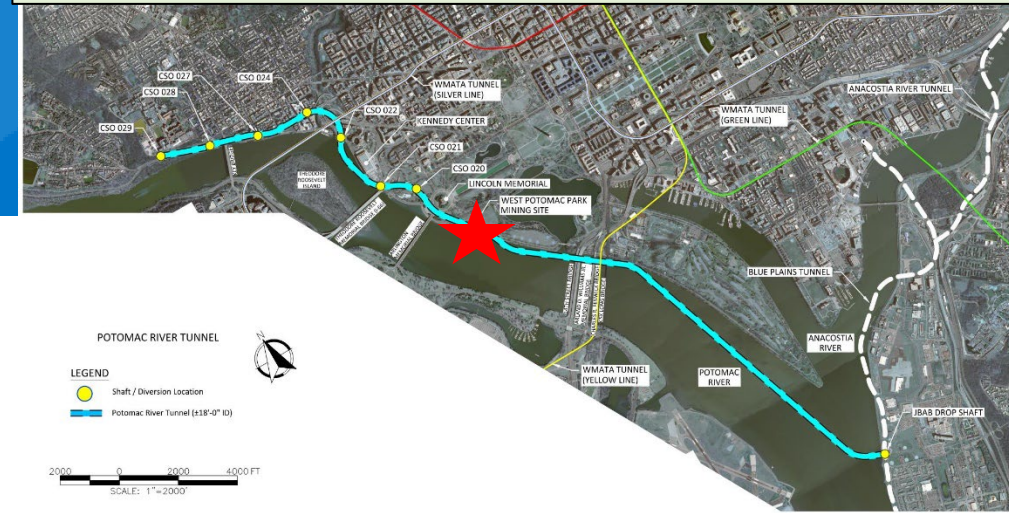 CSO 029
CSO 028
CSO 027
CSO 024
CSO 022
CSO 021
CSO 020
WMATA TUNNEL
(SILVER LINE)
KENNEDY CENTER
LINCOLN MEMORIAL
WEST POTOMAC PARK
MINING SITE
WMATA TUNNEL
(GREEN LINE)
ANACOSTIA RIVER TUNNEL
THEODORE
ROOSEVELT
ISLAND
BLUE PLAINS TUNNEL
ANACOSTIA
RIVER
POTOMAC
RIVER
WMATA TUNNEL
(YELLOW LINE)
JBAB DROP SHAFT
POTOMAC RIVER TUNNEL
LEGEND
Shaft / Diversion Location
Potomac River Tunnel (±18'-0" ID)
2000 0 2000 4000 FT
SCALE: 1"=2000'